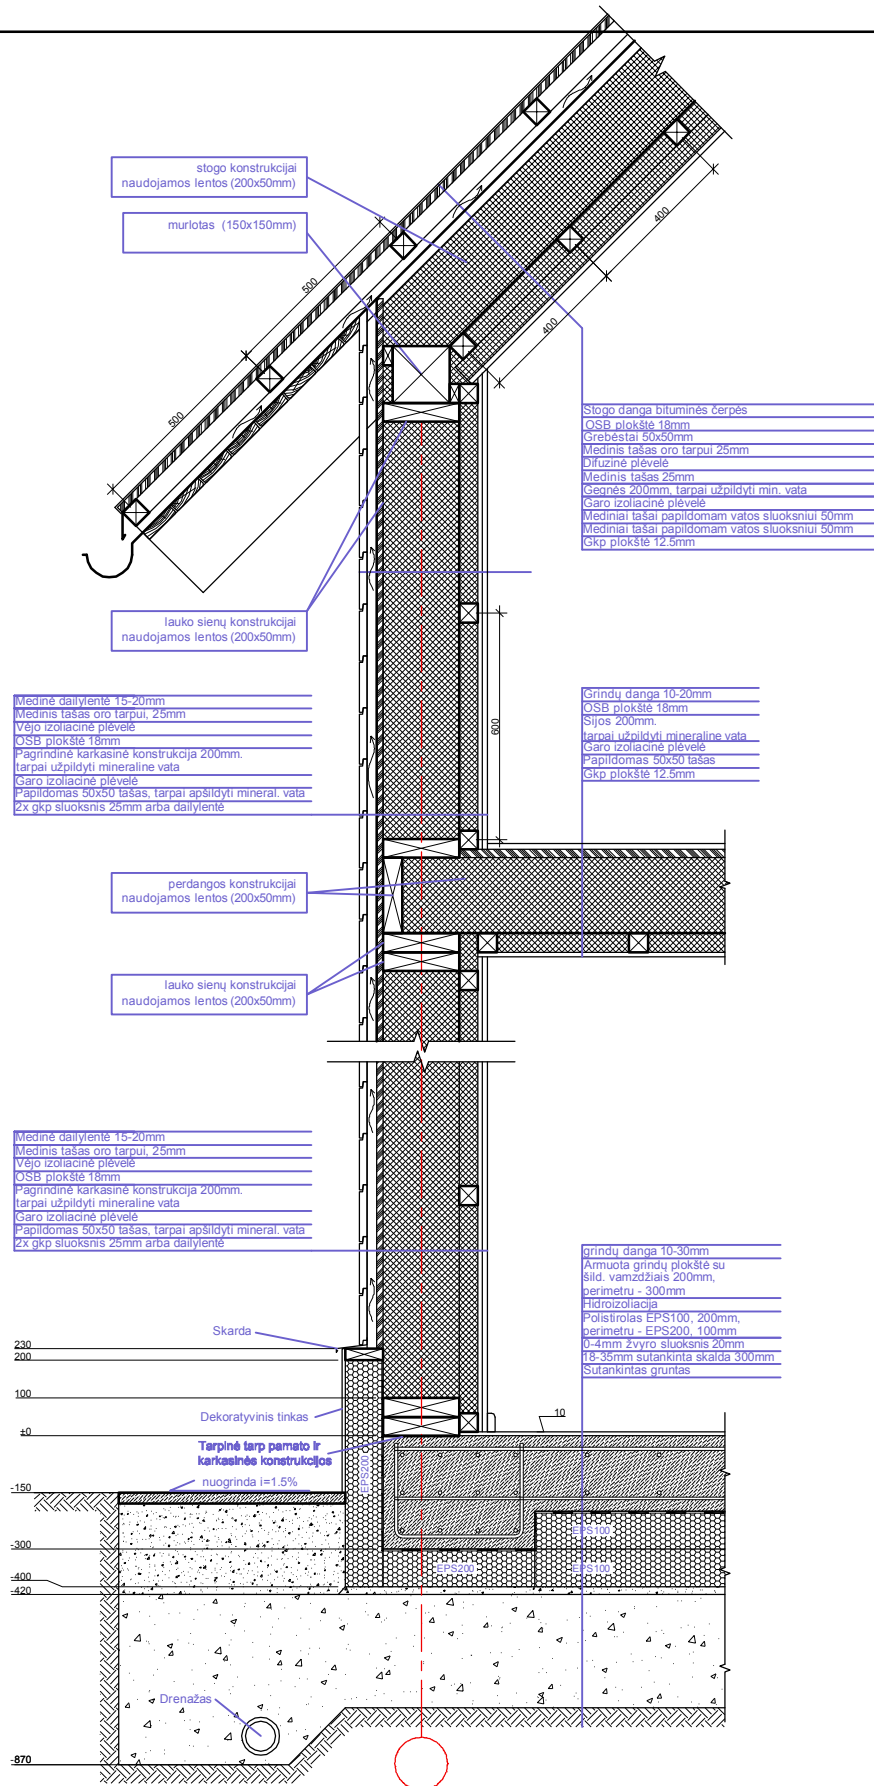 stogo konstrukcijai
naudojamos lentos (200x50mm)
murlotas (150x150mm)
500
500
400
400
Stogo danga bituminės čerpės
OSB plokštė 18mm
Grebėstai 50x50mm
Medinis tašas oro tarpui 25mm
Difuzinė plėvelė
Medinis tašas 25mm
Gegnės 200mm, tarpai užpildyti min. vata
Garo izoliacinė plėvelė
Mediniai tašai papildomam vatos sluoksniui 50mm
Mediniai tašai papildomam vatos sluoksniui 50mm
Gkp plokštė 12.5mm
lauko sienų konstrukcijai
naudojamos lentos (200x50mm)
600
Medinė dailylentė 15-20mm
Medinis tašas oro tarpui, 25mm
Vėjo izoliacinė plėvelė
OSB plokštė 18mm
Pagrindinė karkasinė konstrukcija 200mm.
tarpai užpildyti mineraline vata
Garo izoliacinė plėvelė
Papildomas 50x50 tašas, tarpai apšildyti mineral. vata
2x gkp sluoksnis 25mm arba dailylentė
Grindų danga 10-20mm
OSB plokštė 18mm
Sijos 200mm.
tarpai užpildyti mineraline vata
Garo izoliacinė plėvelė
Papildomas 50x50 tašas
Gkp plokštė 12.5mm
perdangos konstrukcijai
naudojamos lentos (200x50mm)
lauko sienų konstrukcijai
naudojamos lentos (200x50mm)
Medinė dailylentė 15-20mm
Medinis tašas oro tarpui, 25mm
Vėjo izoliacinė plėvelė
OSB plokštė 18mm
Pagrindinė karkasinė konstrukcija 200mm.
tarpai užpildyti mineraline vata
Garo izoliacinė plėvelė
Papildomas 50x50 tašas, tarpai apšildyti mineral. vata
2x gkp sluoksnis 25mm arba dailylentė
grindų danga 10-30mm
Armuota grindų plokštė su
šild. vamzdžiais 200mm,
perimetru - 300mm
Hidroizoliacija
Polistirolas EPS100, 200mm,
perimetru - EPS200, 100mm
0-4mm žvyro sluoksnis 20mm
18-35mm sutankinta skalda 300mm
Sutankintas gruntas
Skarda
230
200
100
Dekoratyvinis tinkas
10
±0
Tarpinė tarp pamato ir
karkasinės konstrukcijos
EPS200
nuogrinda i=1.5%
-150
EPS100
-300
EPS200
EPS100
-400
-420
Drenažas
-870